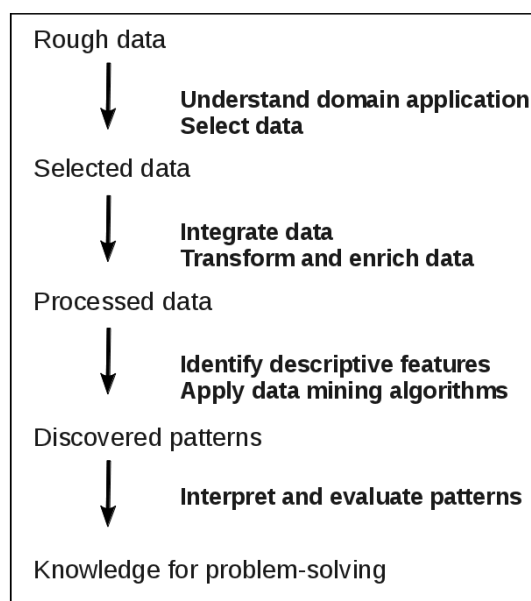 Rough data
Understand domain application
Select data
Selected data
Integrate data
Transform and enrich data
Processed data
Identify descriptive features
Apply data mining algorithms
Discovered patterns
Interpret and evaluate patterns
Knowledge for problem-solving